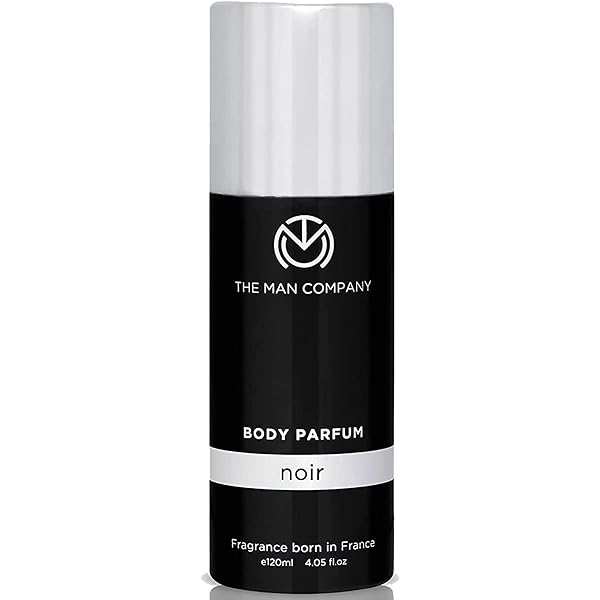 THE MAN COMPANY
BODY PARFUM
noir
Fragrance born in France
e120ml 4.05 fl.oz